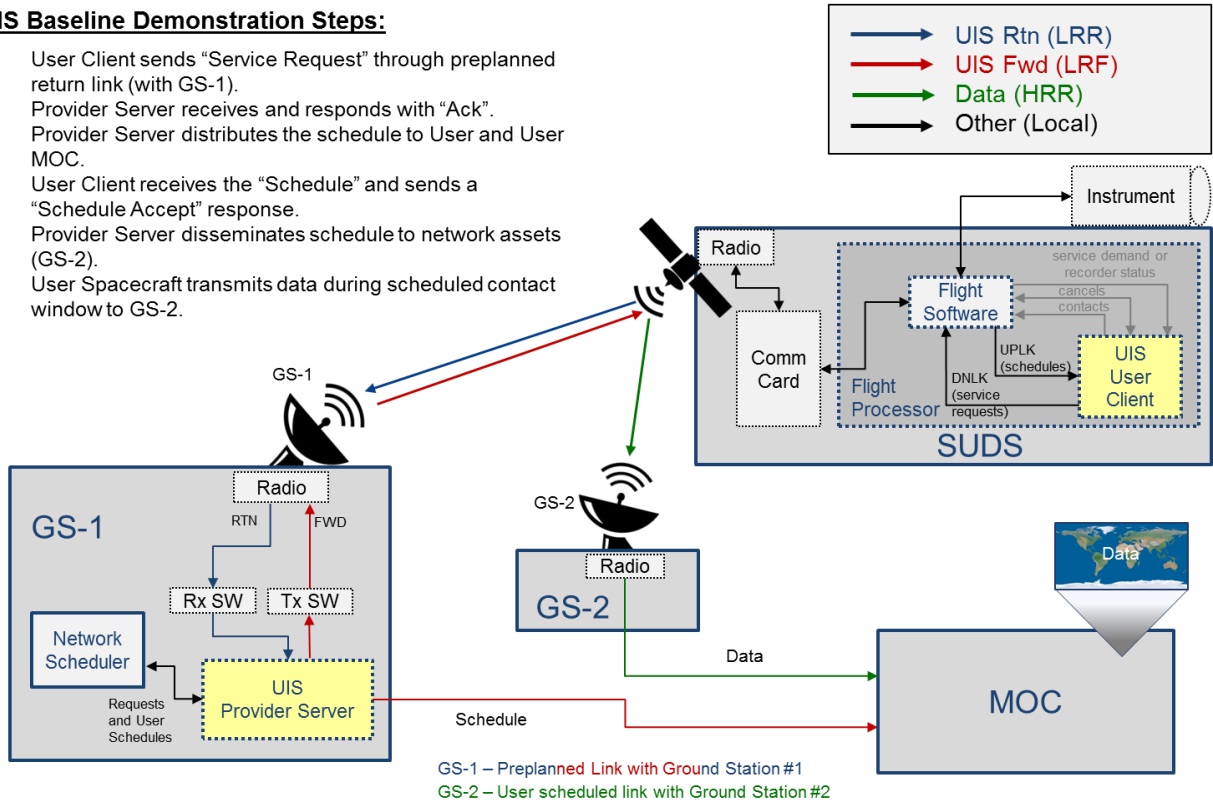 IS Baseline Demonstration Steps:
User Client sends “Service Request” through preplanned
return link (with GS-1).
Provider Server receives and responds with “Ack”.
Provider Server distributes the schedule to User and User
MOC.
User Client receives the “Schedule” and sends a
“Schedule Accept” response.
Provider Server disseminates schedule to network assets
(GS-2).
User Spacecraft transmits data during scheduled contact
window to GS-2.
UIS Rtn (LRR)
UIS Fwd (LRF)
Data (HRR)
Other (Local)
Instrument
Radio
service demand or
recorder status
cancels
contacts
Flight
Software
Comm
Card
UPLK
(schedules)
DNLK
(service
requests)
UIS
User
Client
Flight
Processor
SUDS
GS-1
Radio
GS-1
RTN
FWD
Rx SW
Tx SW
Network
Scheduler
UIS
Provider Server
Requests
and User
Schedules
GS-2
Radio
GS-2
Data
Data
Schedule
MOC
GS-1 – Preplanned Link with Ground Station #1
GS-2 – User scheduled link with Ground Station #2